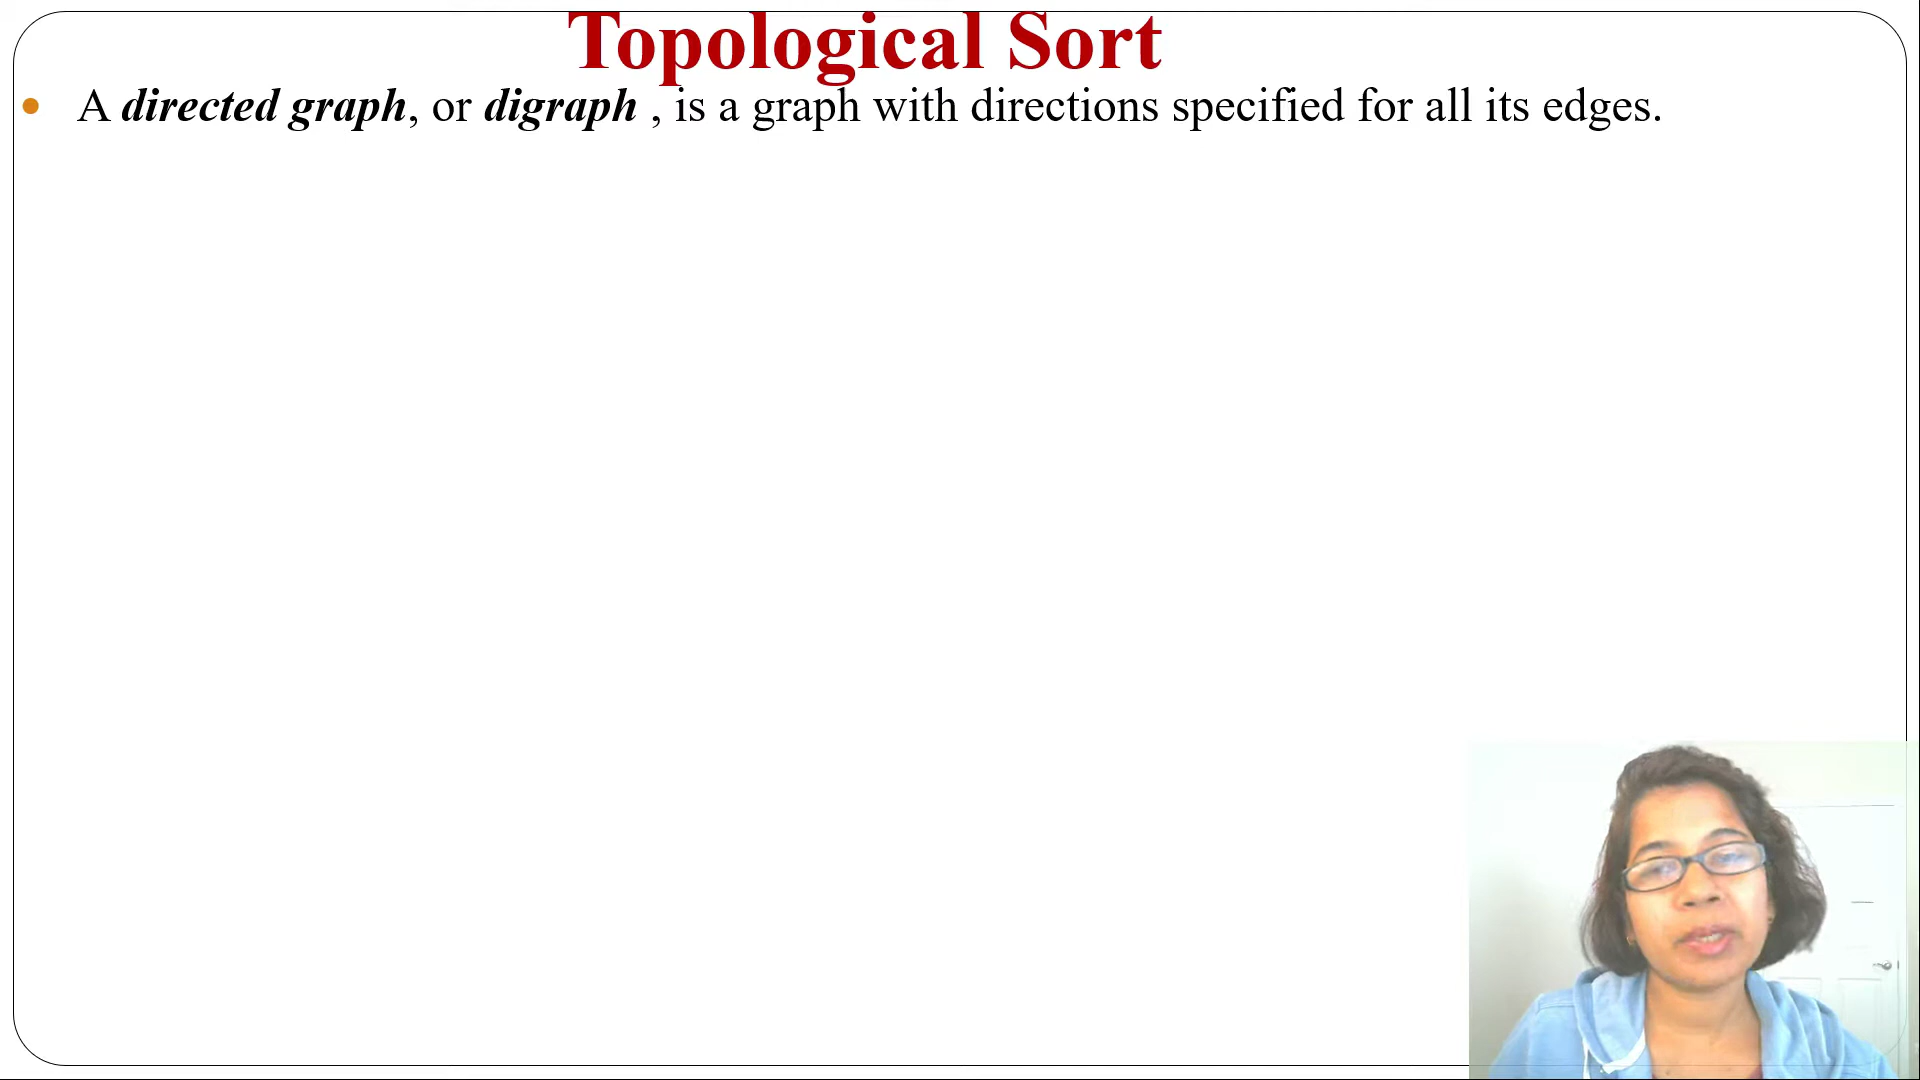 Topological Sort
• A directed graph, or digraph , is a graph with directions specified for all its edges.